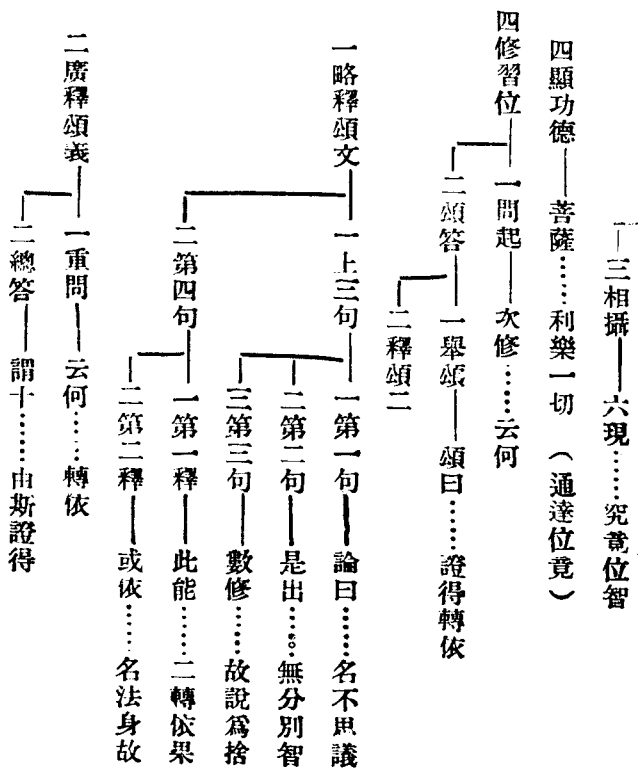 三相攝　六現……究竟位智
四顯功德　菩薩……利樂一切　（通達位竟）
四修習位　一問起　次修……云何
二頌答　一舉頌　頌曰……證得轉依
二釋頌二
一略釋頌文　一上三句　一第一句　論曰……名不思議
二第二句　是出……無分別智
三第三句　數修……故說爲捨
二第四句　一第一釋　此能……二轉依果
二第二釋　或依……名法身故
二廣釋頌義　一重問　云何……轉依
二總答　謂十……由斯證得